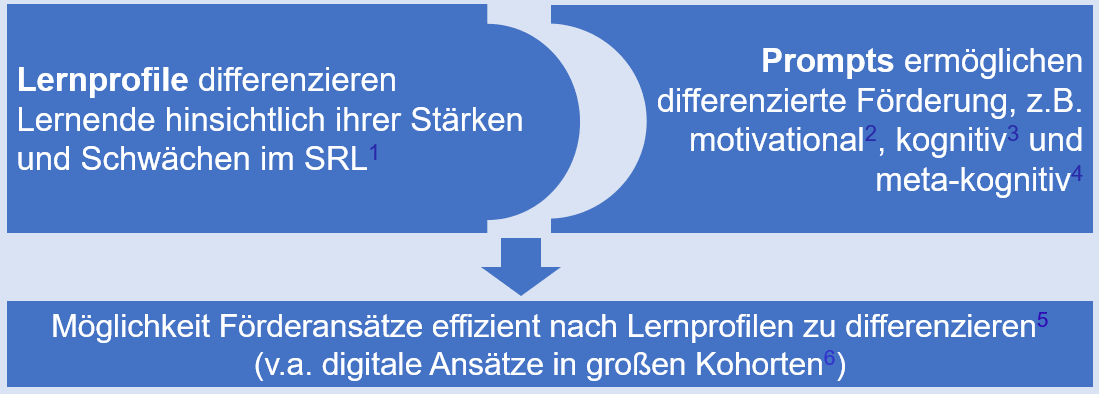 Lernprofile differenzieren
Lernende hinsichtlich ihrer Stärken
und Schwächen im SRL¹
Prompts ermöglichen
differenzierte Förderung, z.B.
motivational², kognitiv³ und
meta-kognitiv⁴
Möglichkeit Förderansätze effizient nach Lernprofilen zu differenzieren⁵
(v.a. digitale Ansätze in großen Kohorten⁶)